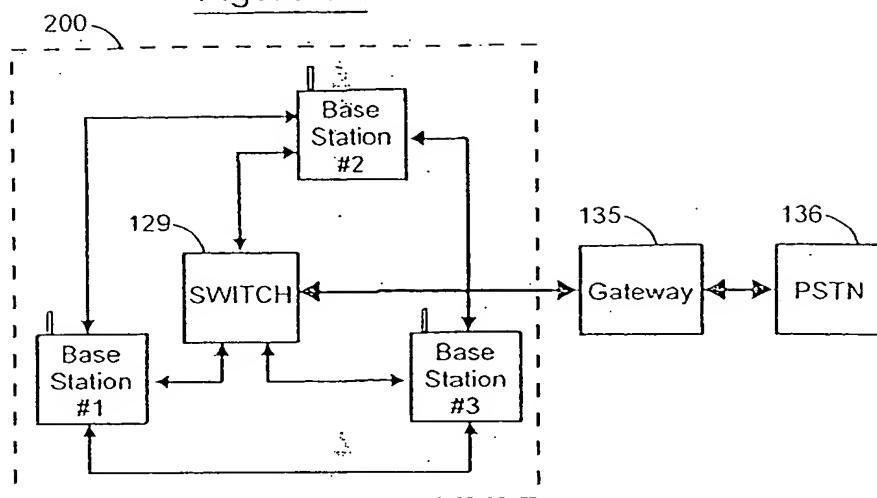 200
Base
Station
#2
129
SWITCH
135
Gateway
136
PSTN
Base
Station
#1
Base
Station
#3